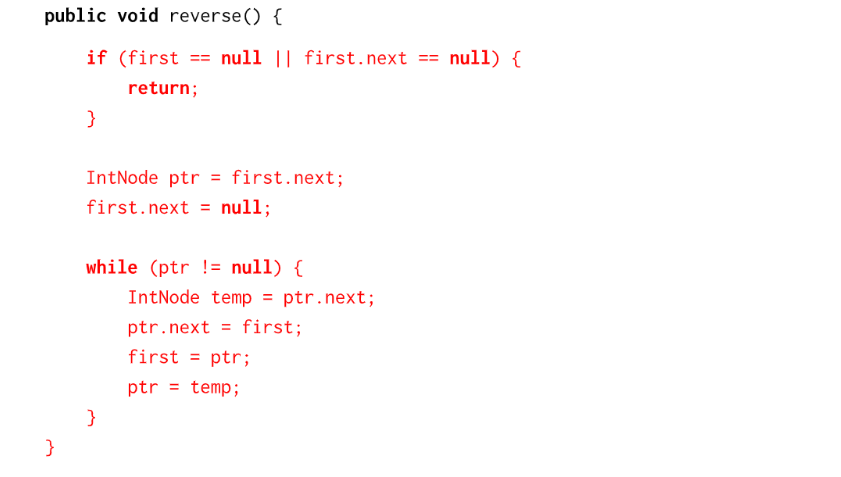 public void reverse() {
if (first == null || first.next == null) {
return;
}
IntNode ptr = first.next;
first.next = null;
while (ptr != null) {
IntNode temp = ptr.next;
ptr.next = first;
first = ptr;
ptr = temp;
}
}